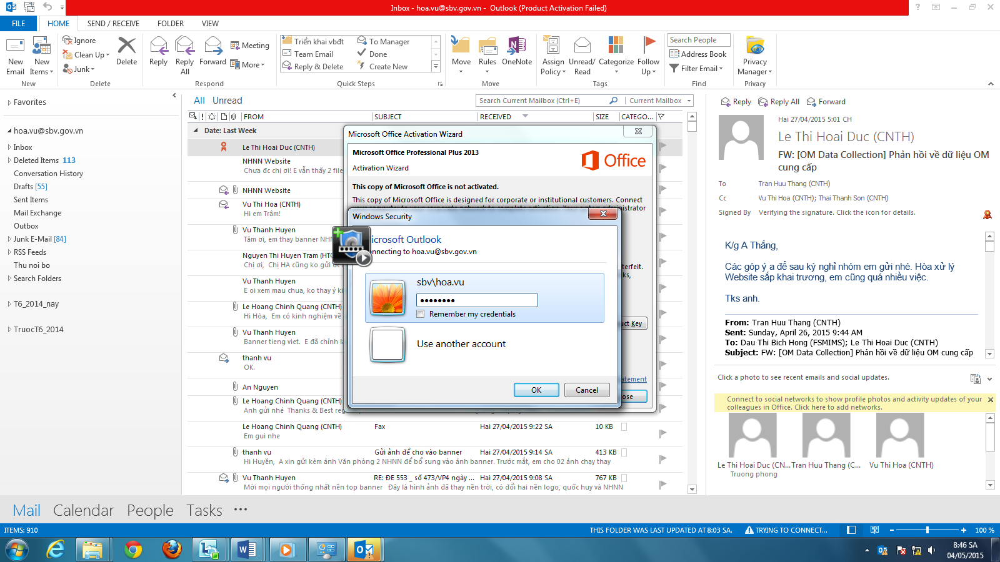 Inbox - hoa.vu@sbv.gov.vn - Outlook (Product Activation Failed)
FILE HOME SEND / RECEIVE FOLDER VIEW
New Email
New Items
New
Ignore
Clean Up
Junk
Delete
Delete
Reply
Reply All
Forward
Meeting
More
Respond
Triển khai vbđt
Team Email
Reply & Delete
To Manager
Done
Create New
Quick Steps
Move
Rules
OneNote
Move
Assign Policy
Unread/ Read
Categorize
Follow Up
Tags
Search People
Address Book
Filter Email
Find
Privacy Manager
Privacy
Favorites
hoa.vu@sbv.gov.vn
Inbox
Deleted Items 113
Conversation History
Drafts [55]
Sent Items
Mail Exchange
Outbox
Junk E-Mail [84]
RSS Feeds
Thu noi bo
Search Folders
T6_2014_nay
TruocT6_2014
All Unread
Search Current Mailbox (Ctrl+E) Current Mailbox
FROM SUBJECT RECEIVED SIZE CATEGO...
Date: Last Week
Le Thi Hoai Duc (CNTH)
NHNN Website
Chưa đc chị ơi! E vẫn thấy 2 file
NHNN Website
Vu Thi Hoa (CNTH)
Hi em Trâm!
Vu Thanh Huyen
Tâm ơi, em thay banner NHN
Nguyen Thi Huyen Tram (HTQ
Chị ơi, Chị HA cũng ko gửi
Vu Thanh Huyen
E oi xem mau chua, ko thay ý ki
Le Hoang Chinh Quang (CNTH)
Hi Hòa, Em có kinh nghiệm về
Vu Thanh Huyen
Banner tieng viet. E đã chỉnh lạ
thanh vu
OK.
An Nguyen
Le Hoang Chinh Quang (CNTH)
Anh gửi nhé Thanks & Best reg
Le Hoang Chinh Quang (CNTH) Fax Hai 27/04/2015 9:22 SA 10 KB
Em gui nhe
thanh vu Gửi ảnh để cho vào banner Hai 27/04/2015 9:14 SA 413 KB
Hi Huyền, A xin gửi kèm ảnh Văn phòng 2 NHNN để bổ sung vào ảnh banner. Trước mắt, em cho 02 ảnh chạy thay
Vu Thanh Huyen RE: ĐE 553 _ số 473/VP4 ngày ... Hai 27/04/2015 9:08 SA 767 KB
Mời mọi người thống nhất nền top banner Đây là hình ảnh đã thay nền trời, có đổi hai nền logo, quốc huy và NHNN
Microsoft Office Activation Wizard
Microsoft Office Professional Plus 2013
Activation Wizard
Office
This copy of Microsoft Office is not activated.
This copy of Microsoft Office is designed for corporate or institutional customers. Connect
your computer to your corporate network to complete activation. Your system administrator
terfeit.
ks,
uct Key
atement
ose
Windows Security
icrosoft Outlook
nnecting to hoa.vu@sbv.gov.vn
sbv\hoa.vu
●●●●●●●●
Remember my credentials
Use another account
OK Cancel
Reply Reply All Forward
Hai 27/04/2015 5:01 CH
Le Thi Hoai Duc (CNTH)
FW: [OM Data Collection] Phản hồi về dữ liệu OM
cung cấp
To Tran Huu Thang (CNTH)
Cc Vu Thi Hoa (CNTH); Thai Thanh Son (CNTH)
Signed By Verifying the signature. Click the icon for details.
K/g A Thắng,
Các góp ý a để sau kỳ nghỉ nhóm em gửi nhé. Hòa xử lý
Website sắp khai trương, em cũng quá nhiều việc.
Tks anh.
From: Tran Huu Thang (CNTH)
Sent: Sunday, April 26, 2015 9:44 AM
To: Dau Thi Bich Hong (FSMIMS); Le Thi Hoai Duc (CNTH)
Subject: FW: [OM Data Collection] Phản hồi về dữ liệu OM cung cấp
Click a photo to see recent emails and social updates.
Connect to social networks to show profile photos and activity updates of your
colleagues in Office. Click here to add networks.
Le Thi Hoai Duc (CN... Tran Huu Thang (C... Vu Thi Hoa (CNTH)
Truong phong
Mail Calendar People Tasks
ITEMS: 910 THIS FOLDER WAS LAST UPDATED AT 8:03 SA. TRYING TO CONNECT... 100 %
8:46 SA
04/05/2015